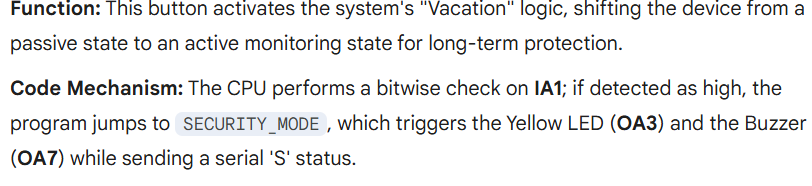 Function: This button activates the system's "Vacation" logic, shifting the device from a
passive state to an active monitoring state for long-term protection.
Code Mechanism: The CPU performs a bitwise check on IA1; if detected as high, the
program jumps to SECURITY_MODE, which triggers the Yellow LED (OA3) and the Buzzer
(OA7) while sending a serial 'S' status.